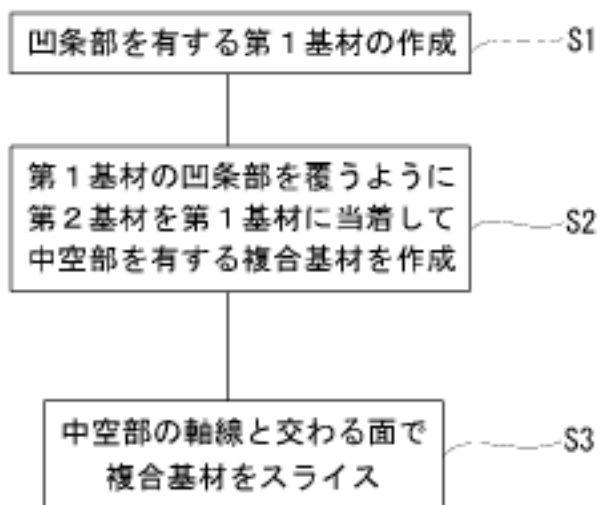 凹条部を有する第1基材の作成
S1
第1基材の凹条部を覆うように
第2基材を第1基材に当着して
中空部を有する複合基材を作成
S2
中空部の軸線と交わる面で
複合基材をスライス
S3